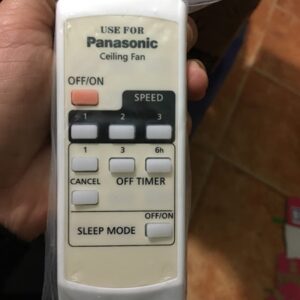 USE FOR
Panasonic
Ceiling Fan
OFF/ON
SPEED
1 2 3
1 3 6h
CANCEL OFF TIMER
OFF/ON
SLEEP MODE